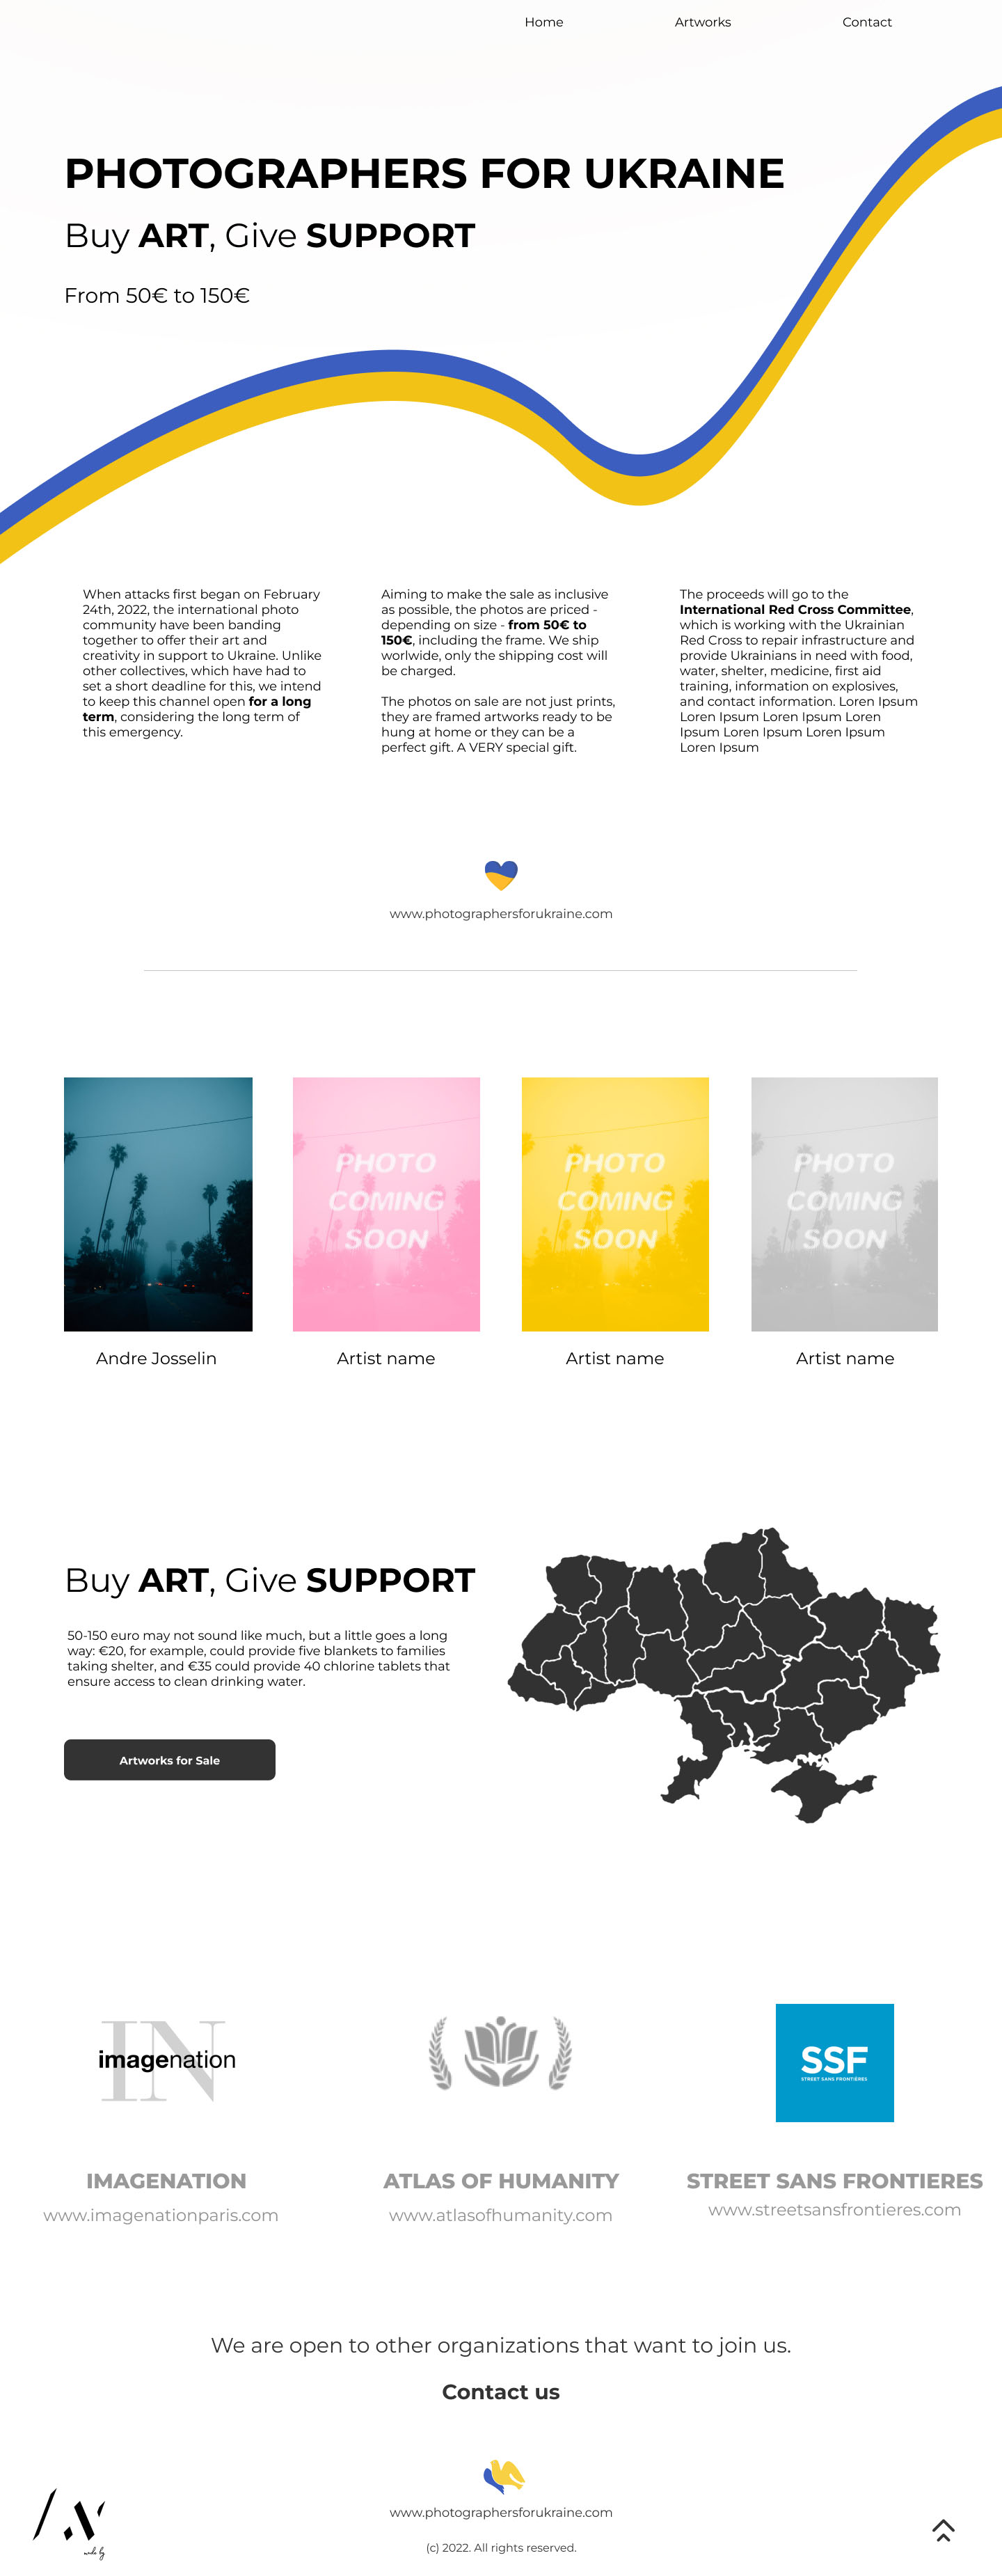 Home Artworks Contact
PHOTOGRAPHERS FOR UKRAINE
Buy ART, Give SUPPORT
From 50€ to 150€
When attacks first began on February
24th, 2022, the international photo
community have been banding
together to offer their art and
creativity in support to Ukraine. Unlike
other collectives, which have had to
set a short deadline for this, we intend
to keep this channel open for a long
term, considering the long term of
this emergency.
Aiming to make the sale as inclusive
as possible, the photos are priced -
depending on size - from 50€ to
150€, including the frame. We ship
worlwide, only the shipping cost will
be charged.
The photos on sale are not just prints,
they are framed artworks ready to be
hung at home or they can be a
perfect gift. A VERY special gift.
The proceeds will go to the
International Red Cross Committee,
which is working with the Ukrainian
Red Cross to repair infrastructure and
provide Ukrainians in need with food,
water, shelter, medicine, first aid
training, information on explosives,
and contact information. Loren Ipsum
Loren Ipsum Loren Ipsum Loren
Ipsum Loren Ipsum Loren Ipsum
Loren Ipsum
www.photographersforukraine.com
PHOTO
COMING
SOON
PHOTO
COMING
SOON
PHOTO
COMING
SOON
Andre Josselin
Artist name
Artist name
Artist name
Buy ART, Give SUPPORT
50-150 euro may not sound like much, but a little goes a long
way: €20, for example, could provide five blankets to families
taking shelter, and €35 could provide 40 chlorine tablets that
ensure access to clean drinking water.
Artworks for Sale
IN
imagenation
SSF
STREET SANS FRONTIÈRES
IMAGENATION
www.imagenationparis.com
ATLAS OF HUMANITY
www.atlasofhumanity.com
STREET SANS FRONTIERES
www.streetsansfrontieres.com
We are open to other organizations that want to join us.
Contact us
www.photographersforukraine.com
(c) 2022. All rights reserved.